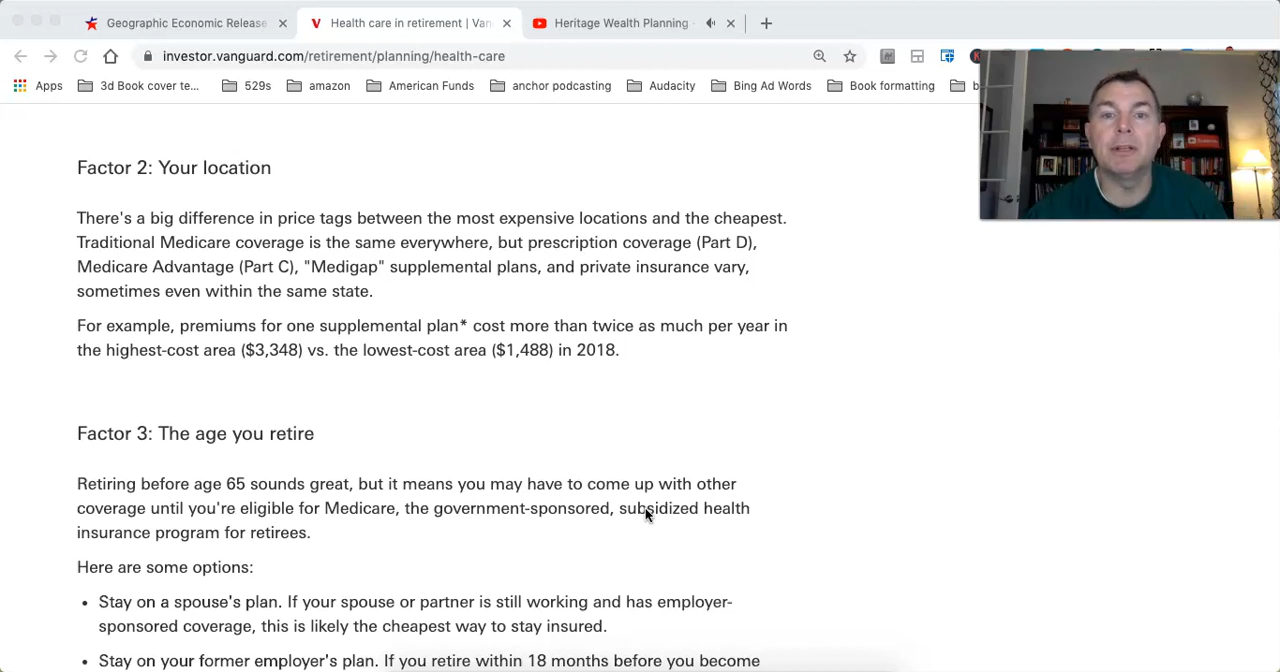 Geographic Economic Release
Health care in retirement | Van
Heritage Wealth Planning -
investor.vanguard.com/retirement/planning/health-care
Apps
3d Book cover te...
529s
amazon
American Funds
anchor podcasting
Audacity
Bing Ad Words
Book formatting
Factor 2: Your location
There's a big difference in price tags between the most expensive locations and the cheapest.
Traditional Medicare coverage is the same everywhere, but prescription coverage (Part D),
Medicare Advantage (Part C), "Medigap" supplemental plans, and private insurance vary,
sometimes even within the same state.
For example, premiums for one supplemental plan* cost more than twice as much per year in
the highest-cost area ($3,348) vs. the lowest-cost area ($1,488) in 2018.
Factor 3: The age you retire
Retiring before age 65 sounds great, but it means you may have to come up with other
coverage until you're eligible for Medicare, the government-sponsored, subsidized health
insurance program for retirees.
Here are some options:
• Stay on a spouse's plan. If your spouse or partner is still working and has employer-
sponsored coverage, this is likely the cheapest way to stay insured.
• Stay on your former employer's plan. If you retire within 18 months before you become